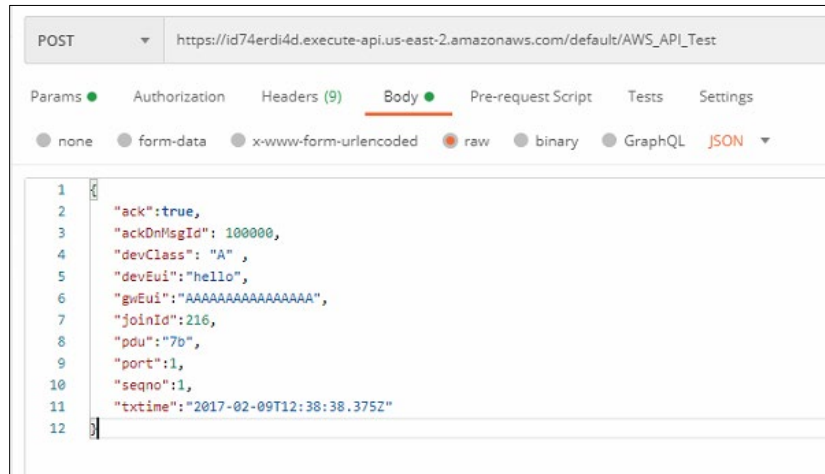 POST https://id74erdi4d.execute-api.us-east-2.amazonaws.com/default/AWS_API_Test
Params Authorization Headers (9) Body Pre-request Script Tests Settings
none form-data x-www-form-urlencoded raw binary GraphQL JSON
1 {
2 "ack":true,
3 "ackDnMsgId": 100000,
4 "devClass": "A" ,
5 "devEui":"hello",
6 "gwEui":"AAAAAAAAAAAAAAAA",
7 "joinId":216,
8 "pdu":"7b",
9 "port":1,
10 "seqno":1,
11 "txtime":"2017-02-09T12:38:38.375Z"
12 }